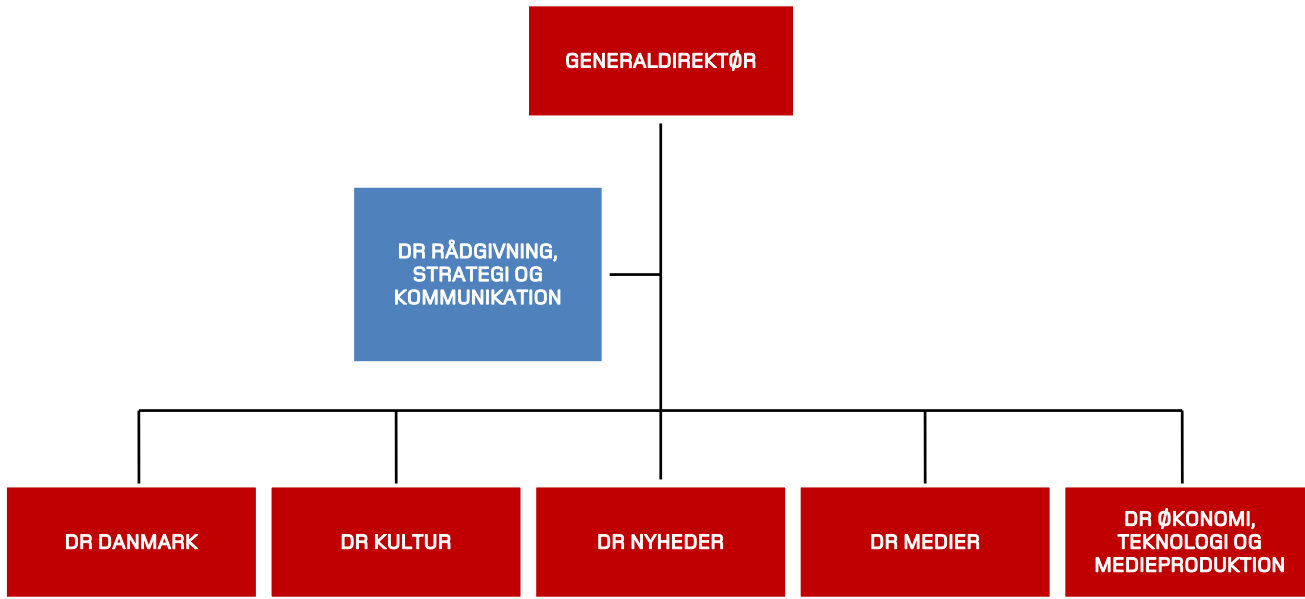 GENERALDIREKTØR
DR RÅDGIVNING,
STRATEGI OG
KOMMUNIKATION
DR DANMARK
DR KULTUR
DR NYHEDER
DR MEDIER
DR ØKONOMI,
TEKNOLOGI OG
MEDIEPRODUKTION